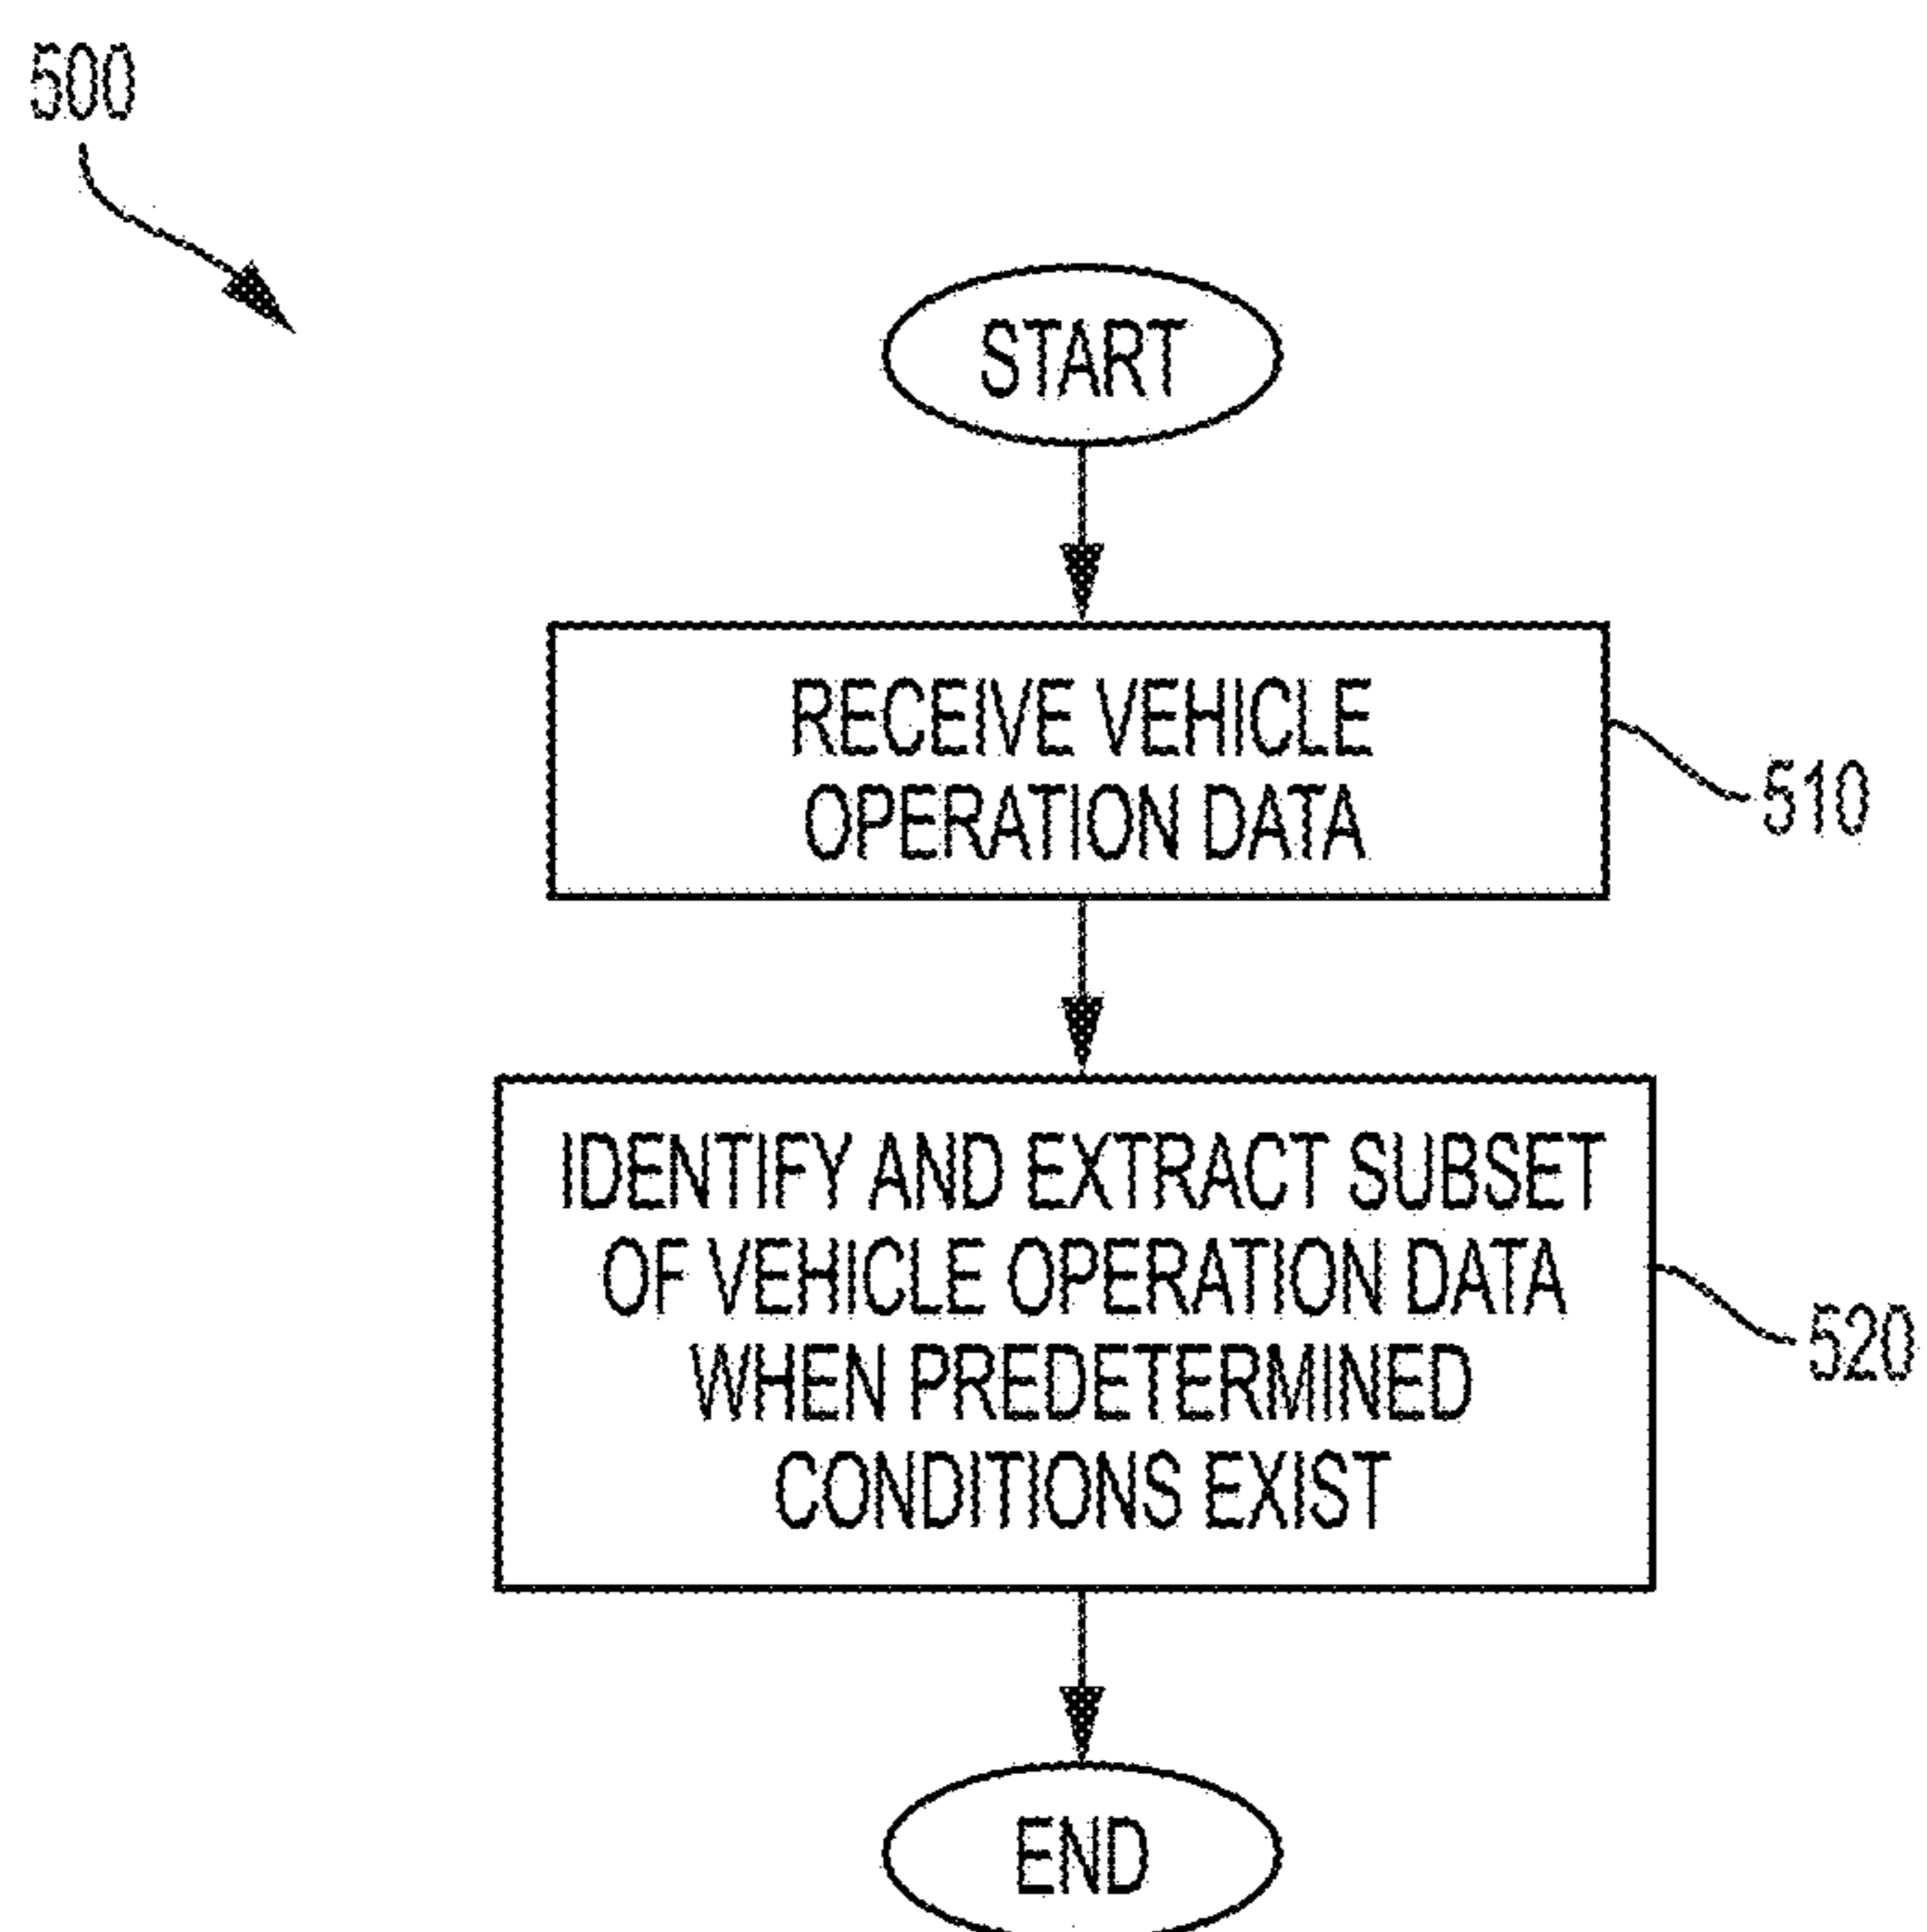 500
START
RECEIVE VEHICLE
OPERATION DATA
510
IDENTIFY AND EXTRACT SUBSET
OF VEHICLE OPERATION DATA
WHEN PREDETERMINED
CONDITIONS EXIST
520
END